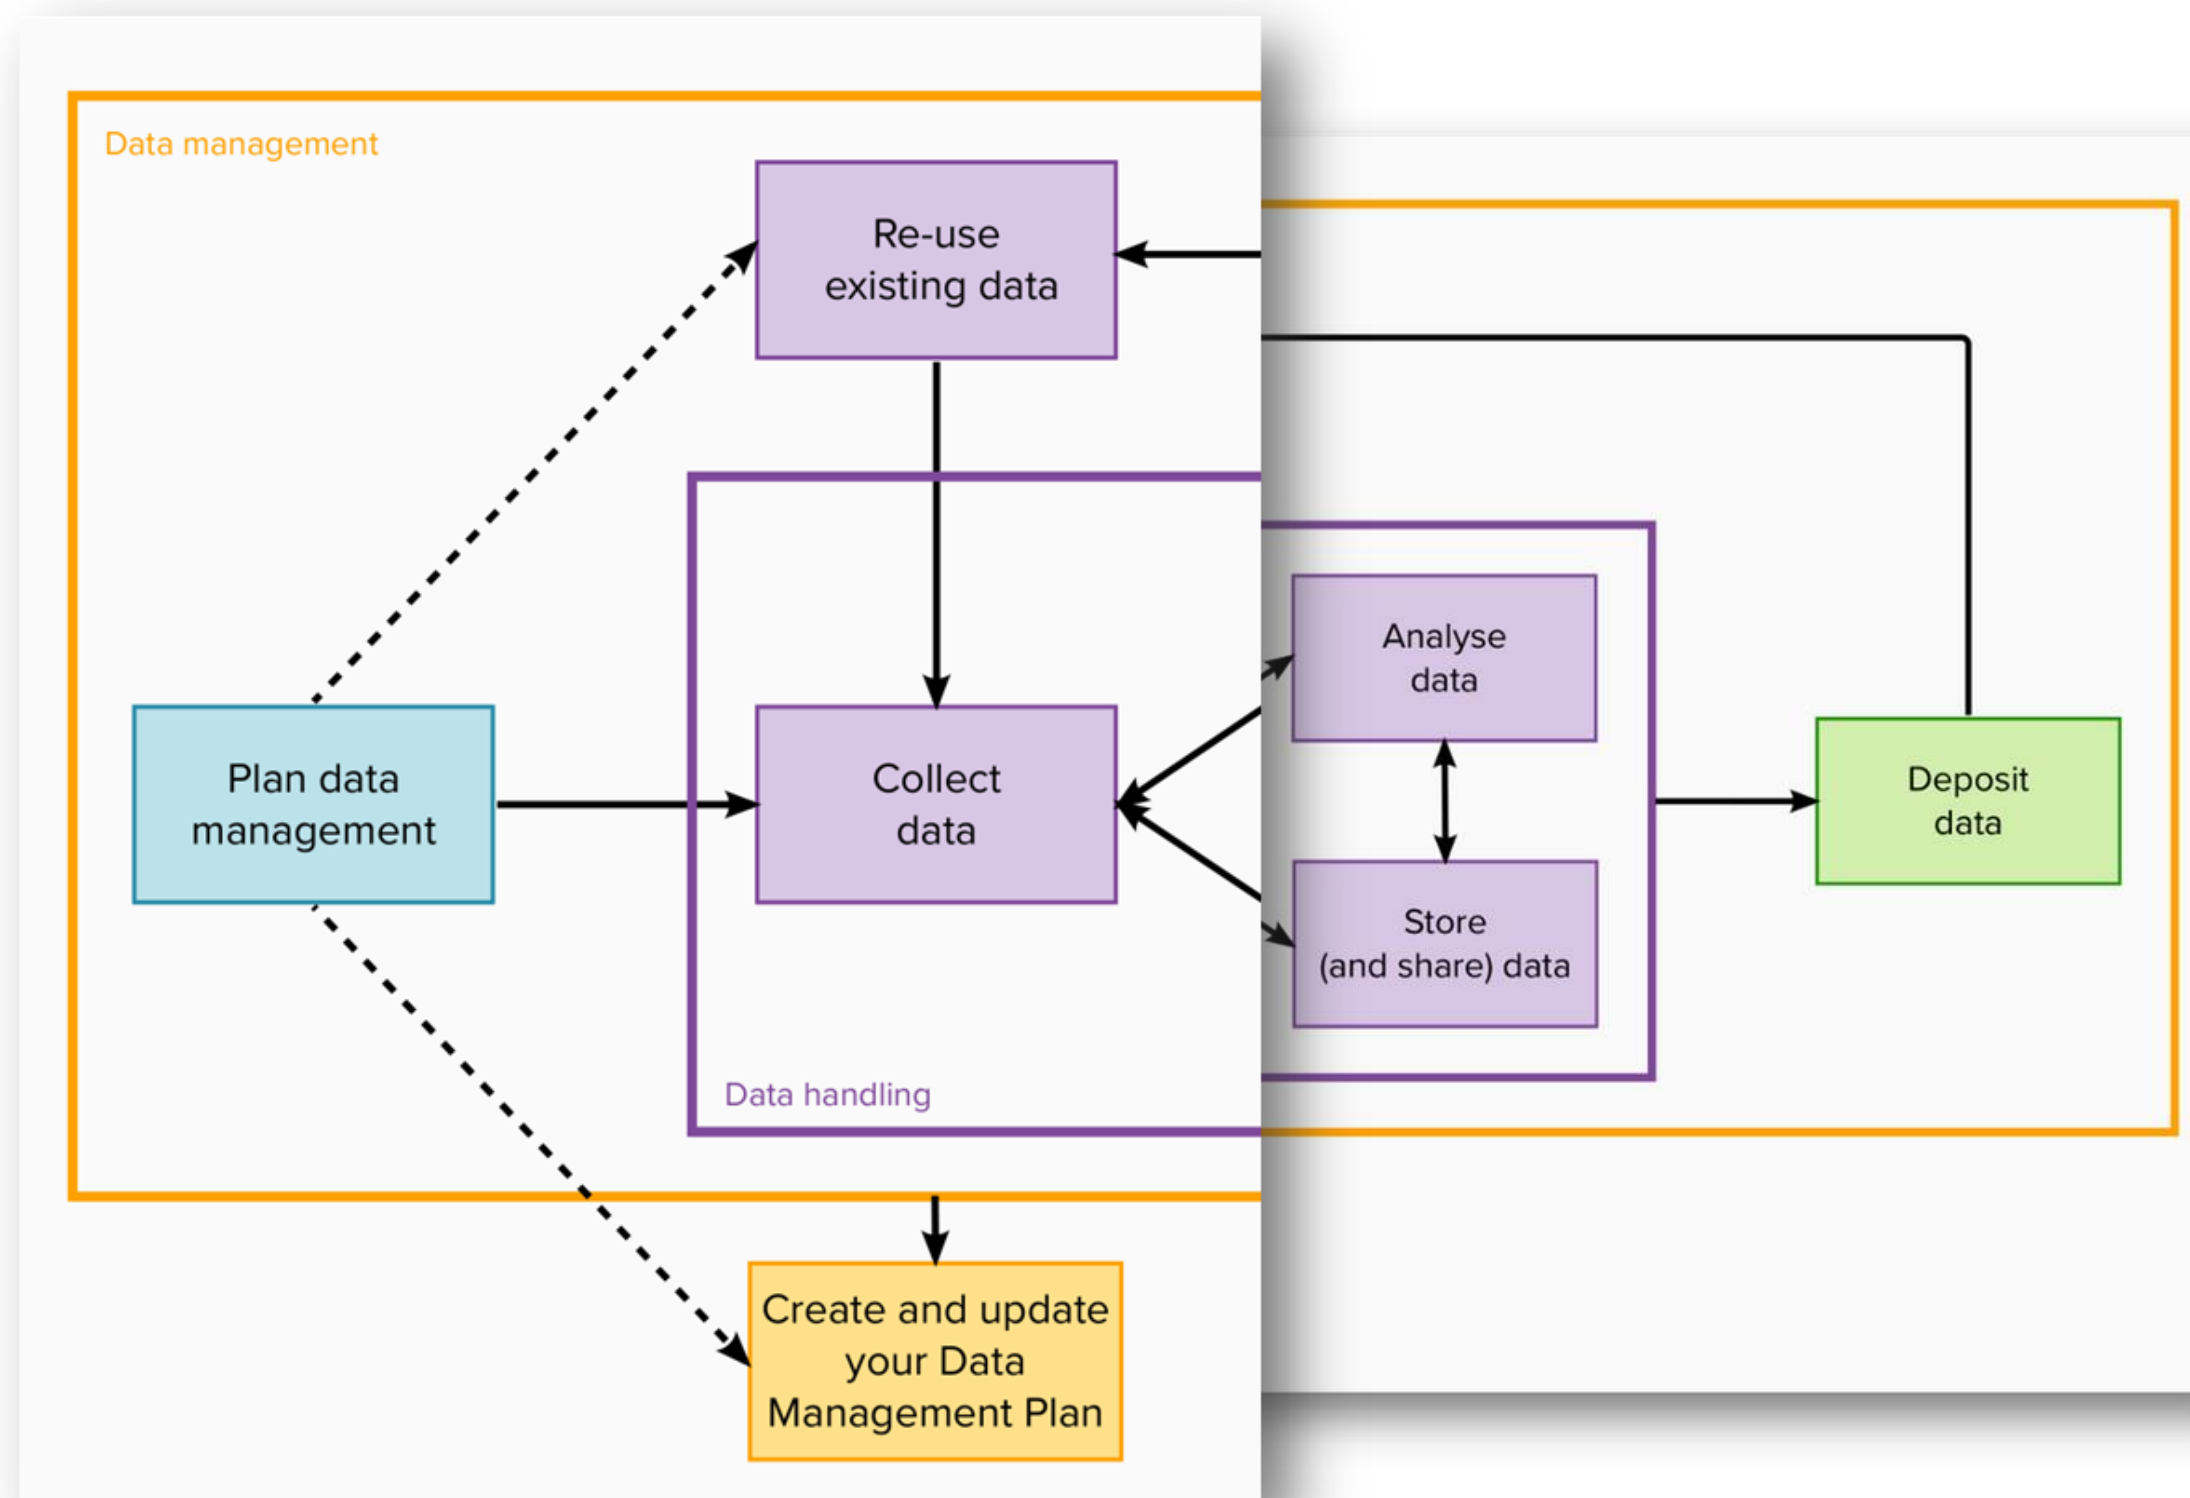 Data management
Re-use
existing data
Plan data
management
Collect
data
Analyse
data
Store
(and share) data
Deposit
data
Data handling
Create and update
your Data
Management Plan